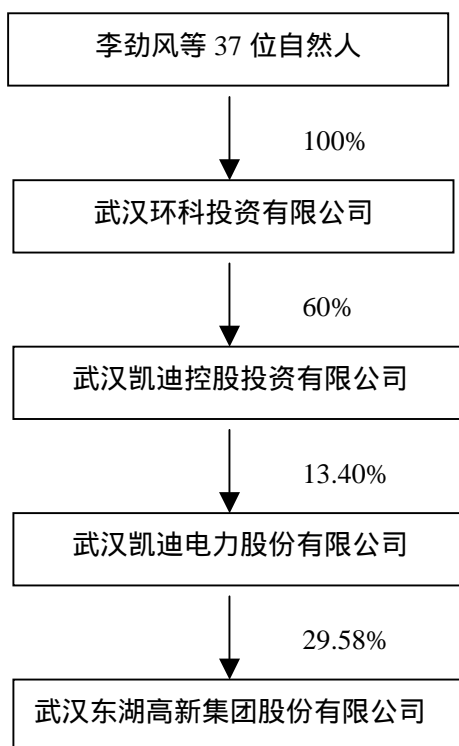 李劲风等 37 位自然人
100%
武汉环科投资有限公司
60%
武汉凯迪控股投资有限公司
13.40%
武汉凯迪电力股份有限公司
29.58%
武汉东湖高新集团股份有限公司